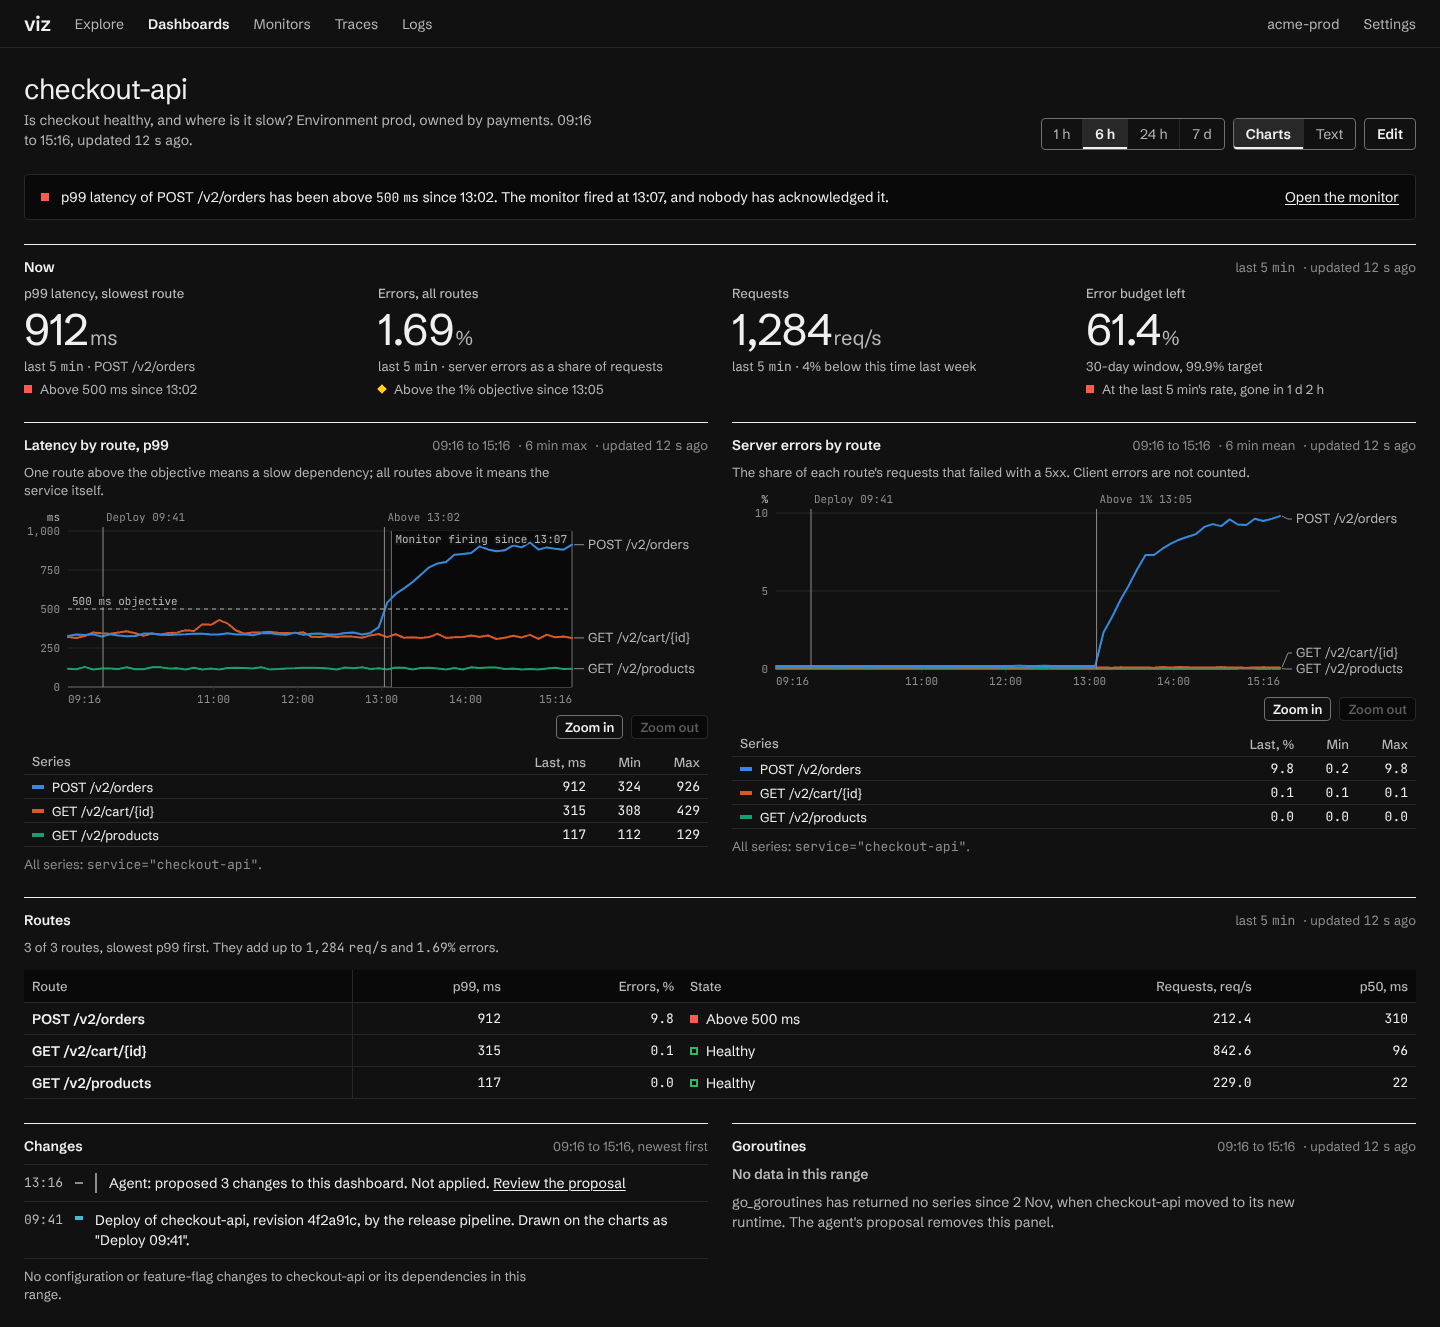 viz Explore Dashboards Monitors Traces Logs acme-prod Settings
checkout-api
Is checkout healthy, and where is it slow? Environment prod, owned by payments. 09:16
to 15:16, updated 12 s ago.
1 h 6 h 24 h 7 d Charts Text Edit
p99 latency of POST /v2/orders has been above 500 ms since 13:02. The monitor fired at 13:07, and nobody has acknowledged it. Open the monitor
Now last 5 min · updated 12 s ago
p99 latency, slowest route
912ms
last 5 min · POST /v2/orders
Above 500 ms since 13:02
Errors, all routes
1.69%
last 5 min · server errors as a share of requests
Above the 1% objective since 13:05
Requests
1,284req/s
last 5 min · 4% below this time last week
Error budget left
61.4%
30-day window, 99.9% target
At the last 5 min's rate, gone in 1 d 2 h
Latency by route, p99 09:16 to 15:16 · 6 min max · updated 12 s ago
One route above the objective means a slow dependency; all routes above it means the
service itself.
ms Deploy 09:41 Above 13:02
1,000
Monitor firing since 13:07
POST /v2/orders
750
500 ms objective
500
GET /v2/cart/{id}
250
GET /v2/products
0
09:16 11:00 12:00 13:00 14:00 15:16
Zoom in Zoom out
Series Last, ms Min Max
POST /v2/orders 912 324 926
GET /v2/cart/{id} 315 308 429
GET /v2/products 117 112 129
All series: service="checkout-api".
Server errors by route 09:16 to 15:16 · 6 min mean · updated 12 s ago
The share of each route's requests that failed with a 5xx. Client errors are not counted.
% Deploy 09:41 Above 1% 13:05
10
POST /v2/orders
5
GET /v2/cart/{id}
0 GET /v2/products
09:16 11:00 12:00 13:00 14:00 15:16
Zoom in Zoom out
Series Last, % Min Max
POST /v2/orders 9.8 0.2 9.8
GET /v2/cart/{id} 0.1 0.1 0.1
GET /v2/products 0.0 0.0 0.0
All series: service="checkout-api".
Routes last 5 min · updated 12 s ago
3 of 3 routes, slowest p99 first. They add up to 1,284 req/s and 1.69% errors.
Route p99, ms Errors, % State Requests, req/s p50, ms
POST /v2/orders 912 9.8 Above 500 ms 212.4 310
GET /v2/cart/{id} 315 0.1 Healthy 842.6 96
GET /v2/products 117 0.0 Healthy 229.0 22
Changes 09:16 to 15:16, newest first
13:16 – Agent: proposed 3 changes to this dashboard. Not applied. Review the proposal
09:41 Deploy of checkout-api, revision 4f2a91c, by the release pipeline. Drawn on the charts as
"Deploy 09:41".
No configuration or feature-flag changes to checkout-api or its dependencies in this
range.
Goroutines 09:16 to 15:16 · updated 12 s ago
No data in this range
go_goroutines has returned no series since 2 Nov, when checkout-api moved to its new
runtime. The agent's proposal removes this panel.